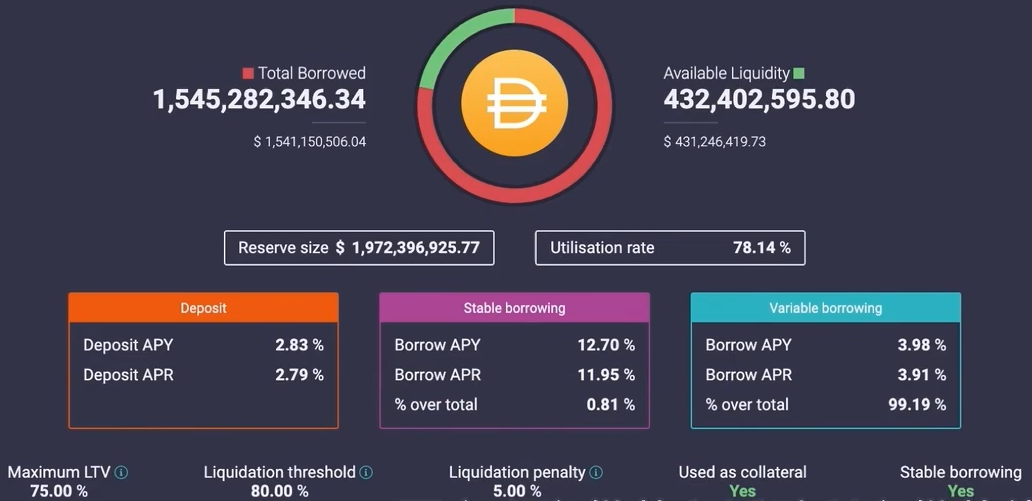 Total Borrowed
1,545,282,346.34
$ 1,541,150,506.04
Available Liquidity
432,402,595.80
$ 431,246,419.73
Reserve size $ 1,972,396,925.77
Utilisation rate 78.14 %
Deposit
Deposit APY 2.83 %
Deposit APR 2.79 %
Stable borrowing
Borrow APY 12.70 %
Borrow APR 11.95 %
% over total 0.81 %
Variable borrowing
Borrow APY 3.98 %
Borrow APR 3.91 %
% over total 99.19 %
Maximum LTV
75.00 %
Liquidation threshold
80.00 %
Liquidation penalty
5.00 %
Used as collateral
Yes
Stable borrowing
Yes